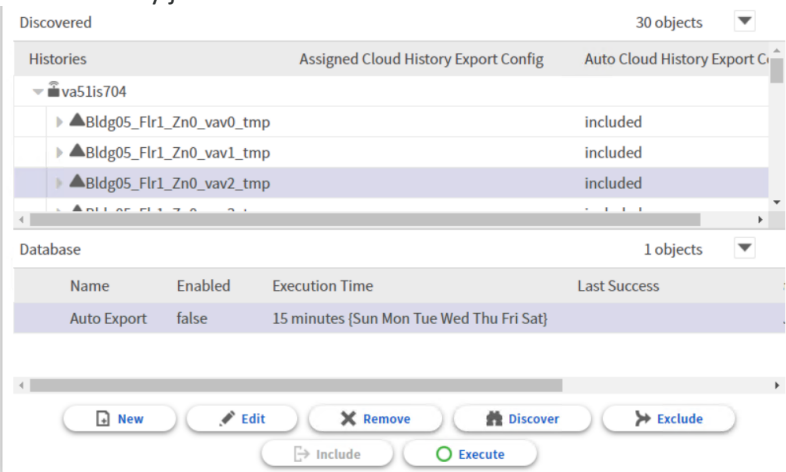 Discovered 30 objects
Histories Assigned Cloud History Export Config Auto Cloud History Export
va51is704
Bldg05_Flr1_Zn0_vav0_tmp included
Bldg05_Flr1_Zn0_vav1_tmp included
Bldg05_Flr1_Zn0_vav2_tmp included
Database 1 objects
Name Enabled Execution Time Last Success
Auto Export false 15 minutes {Sun Mon Tue Wed Thu Fri Sat}
New Edit Remove Discover Exclude
Include Execute